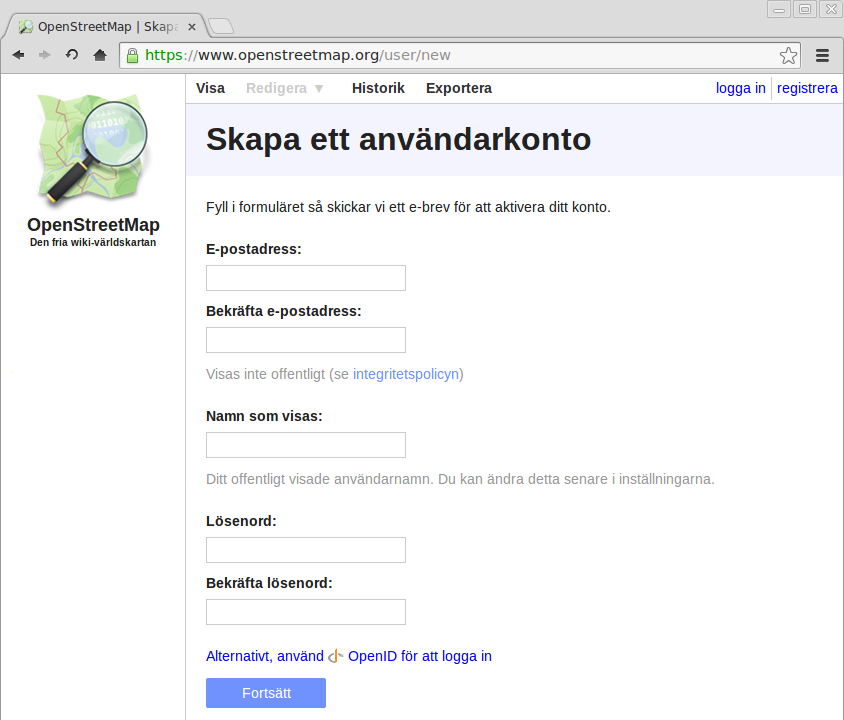 OpenStreetMap | Skapa
https://www.openstreetmap.org/user/new
Visa Redigera ▼ Historik Exportera logga in registrera
OpenStreetMap
Den fria wiki-världskartan
Skapa ett användarkonto
Fyll i formuläret så skickar vi ett e-brev för att aktivera ditt konto.
E-postadress:
Bekräfta e-postadress:
Visas inte offentligt (se integritetspolicyn)
Namn som visas:
Ditt offentligt visade användarnamn. Du kan ändra detta senare i inställningarna.
Lösenord:
Bekräfta lösenord:
Alternativt, använd OpenID för att logga in
Fortsätt